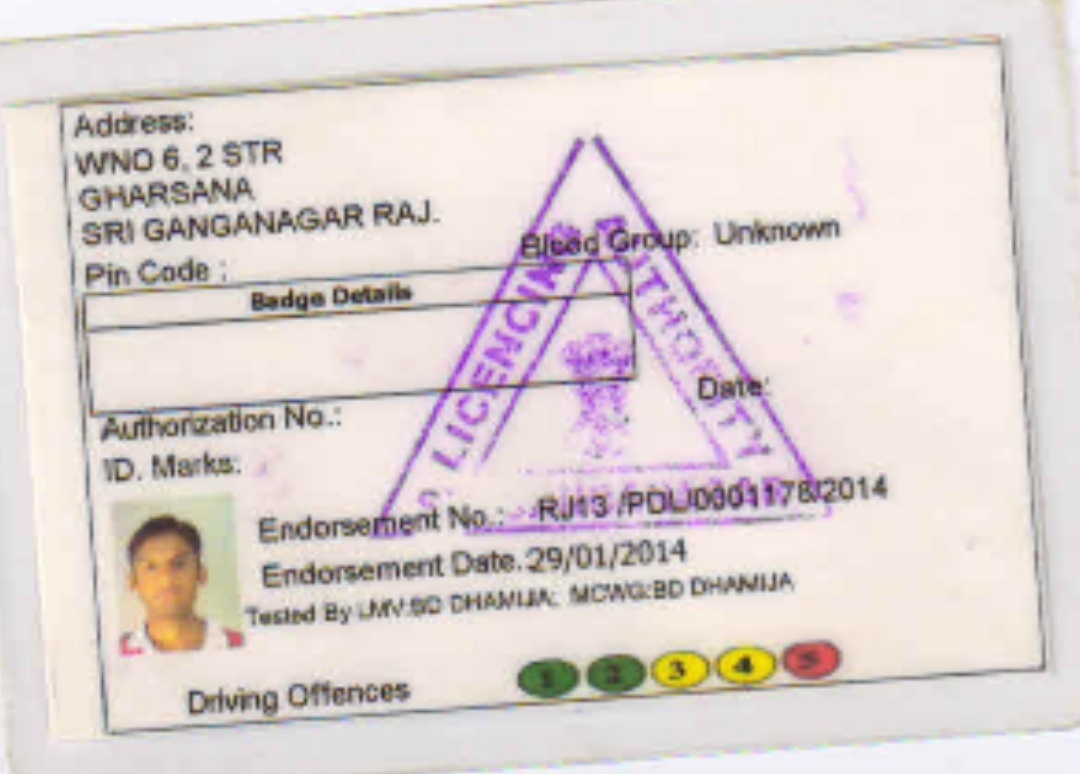 Address:
WNO 6, 2 STR
GHARSANA
SRI GANGANAGAR RAJ.
Blood Group: Unknown
Pin Code :
Badge Details
LICENCING AUTHORITY
Date:
Authorization No.:
ID. Marks:
Endorsement No.: RJ13 /PDL/0001178/2014
Endorsement Date. 29/01/2014
Tested By LMV:BD DHAMIJA; MCWG:BD DHAMIJA
Driving Offences 1 2 3 4 5